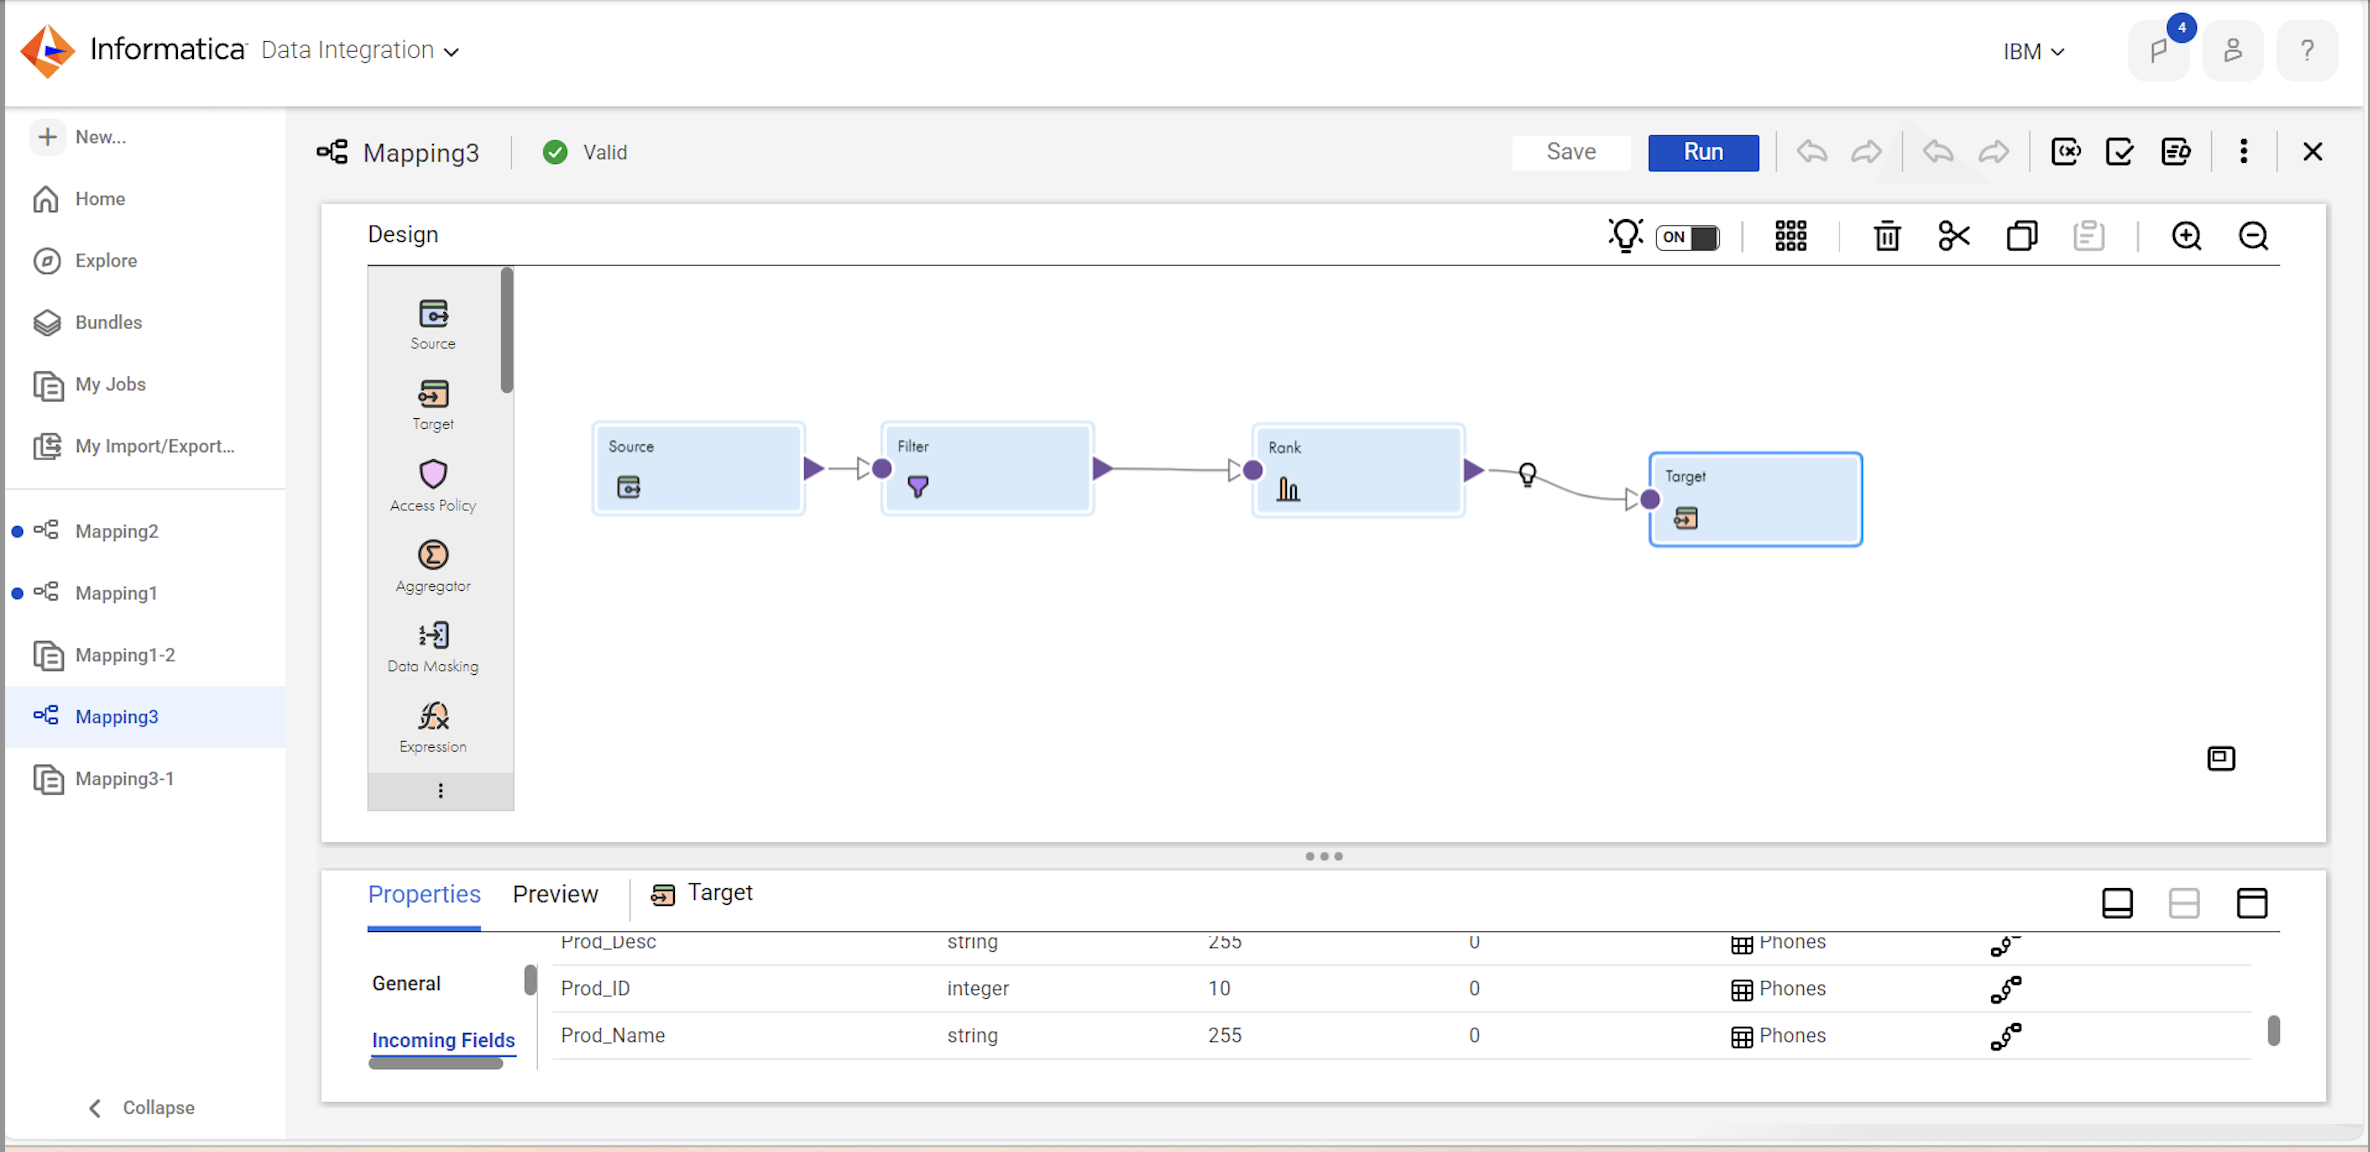 Informatica Data Integration
IBM
4
?
New...
Home
Explore
Bundles
My Jobs
My Import/Export...
Mapping2
Mapping1
Mapping1-2
Mapping3
Mapping3-1
Collapse
Mapping3
Valid
Save
Run
Design
ON
Source
Target
Access Policy
Aggregator
Data Masking
Expression
Source
Filter
Rank
Target
Properties
Preview
Target
General
Incoming Fields
Prod_Desc string 255 0 Phones
Prod_ID integer 10 0 Phones
Prod_Name string 255 0 Phones